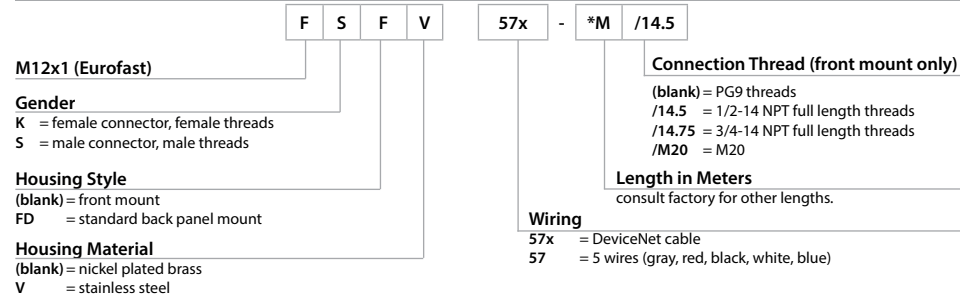 F S F V 57x - *M /14.5
M12x1 (Eurofast)
Gender
K = female connector, female threads
S = male connector, male threads
Housing Style
(blank) = front mount
FD = standard back panel mount
Housing Material
(blank) = nickel plated brass
V = stainless steel
Connection Thread (front mount only)
(blank) = PG9 threads
/14.5 = 1/2-14 NPT full length threads
/14.75 = 3/4-14 NPT full length threads
/M20 = M20
Length in Meters
consult factory for other lengths.
Wiring
57x = DeviceNet cable
57 = 5 wires (gray, red, black, white, blue)